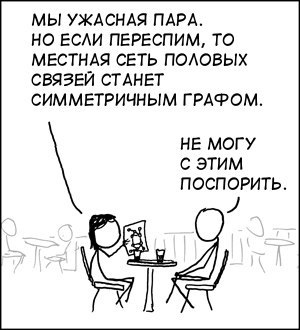 МЫ УЖАСНАЯ ПАРА.
НО ЕСЛИ ПЕРЕСПИМ, ТО
МЕСТНАЯ СЕТЬ ПОЛОВЫХ
СВЯЗЕЙ СТАНЕТ
СИММЕТРИЧНЫМ ГРАФОМ.
НЕ МОГУ
С ЭТИМ
ПОСПОРИТЬ.